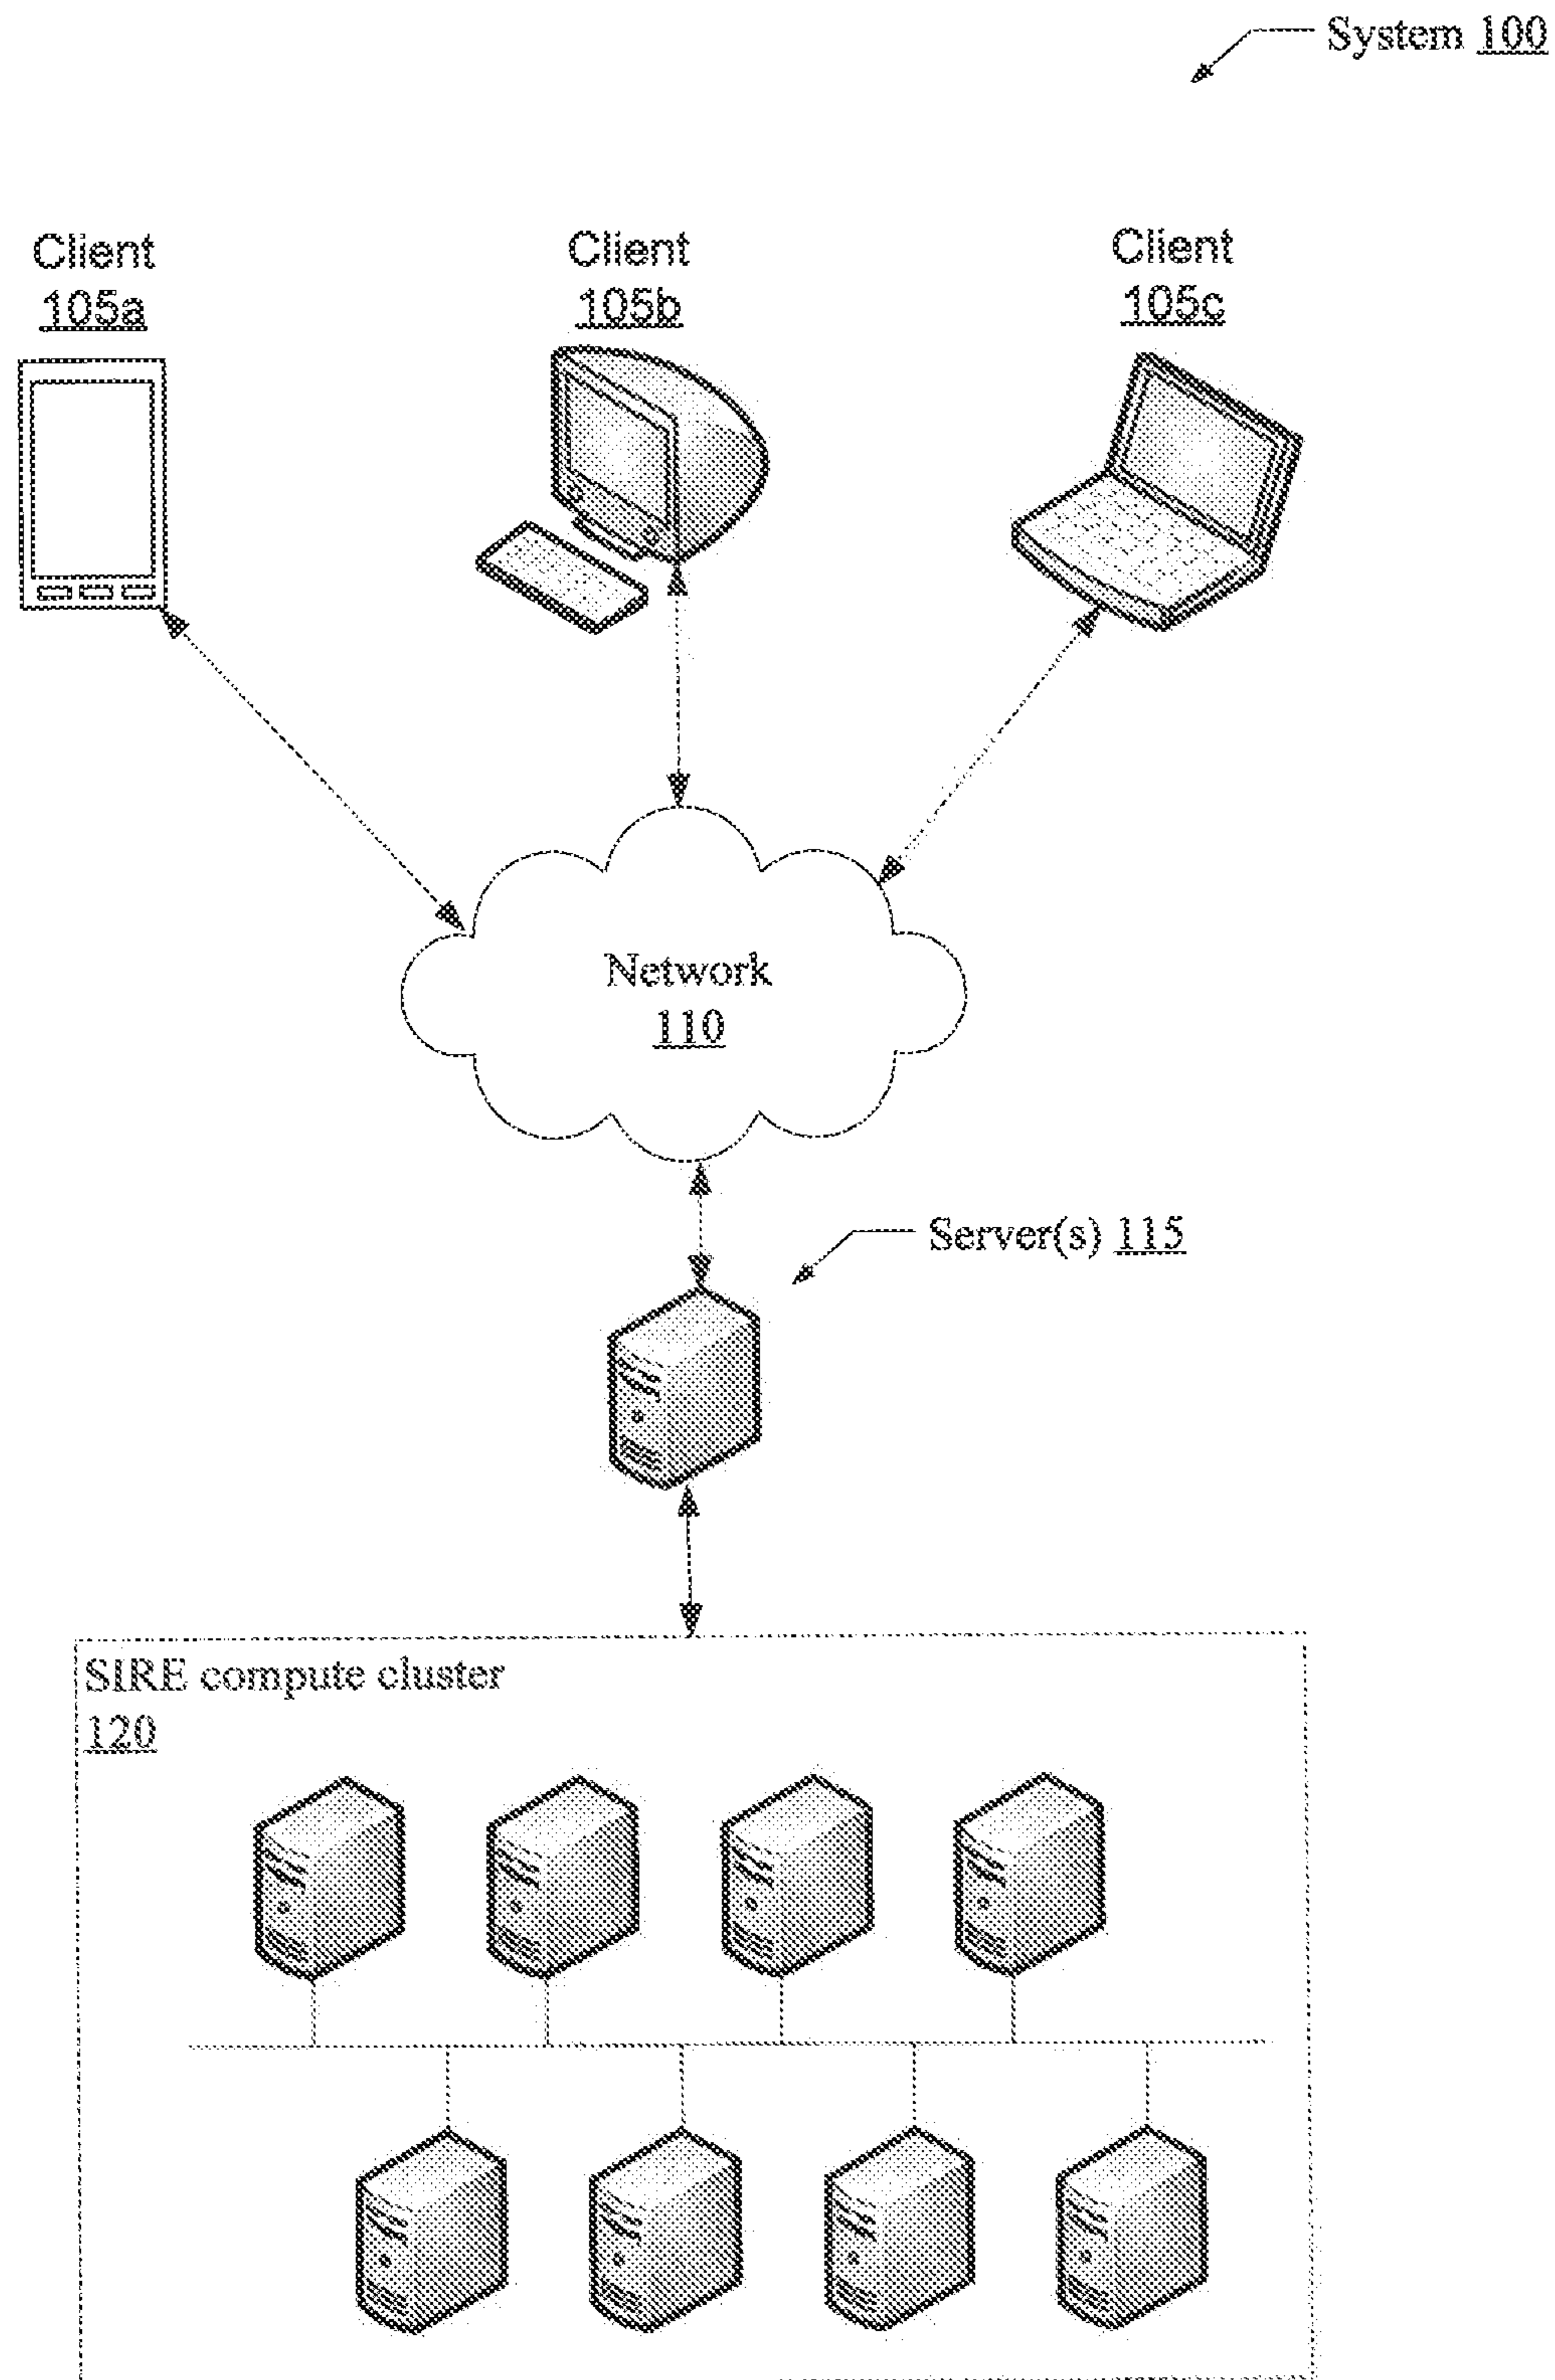 System 100
Client
105a
Client
105b
Client
105c
Network
110
Server(s) 115
SIRE compute cluster
120